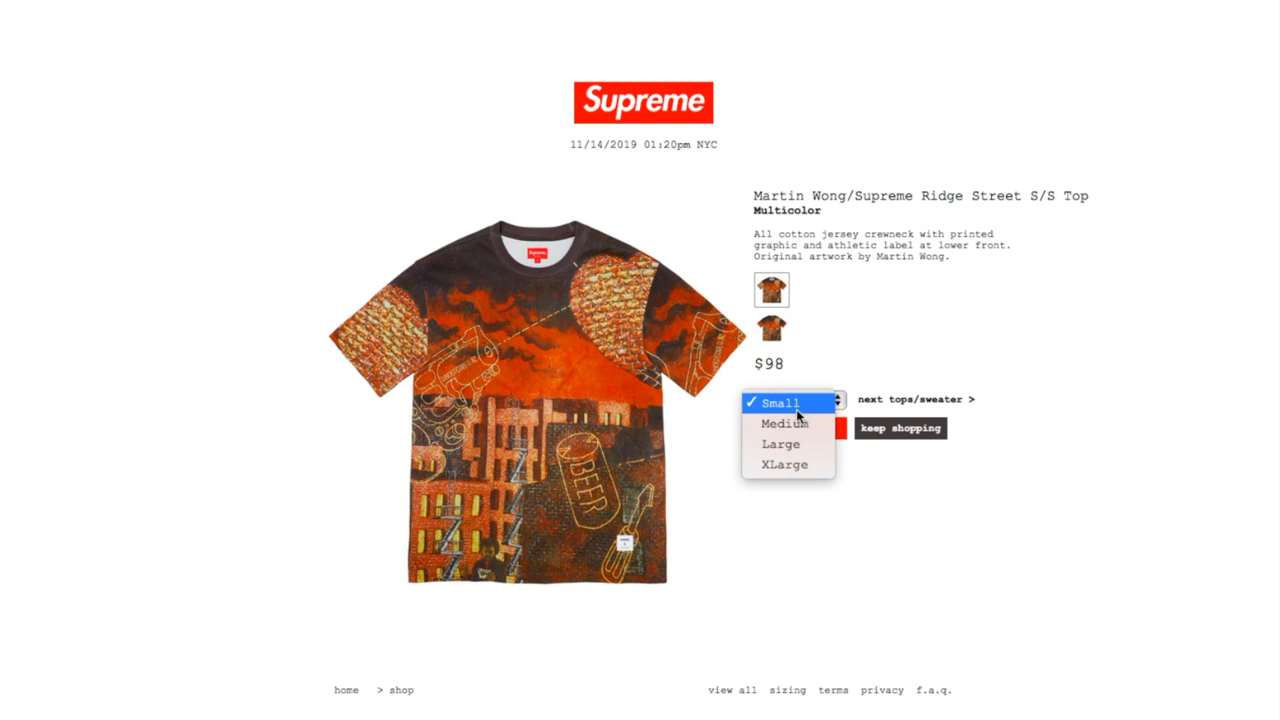 Supreme
11/14/2019 01:20pm NYC
Martin Wong/Supreme Ridge Street S/S Top
Multicolor
All cotton jersey crewneck with printed
graphic and athletic label at lower front.
Original artwork by Martin Wong.
Supreme
$98
Small
next tops/sweater >
Medium
keep shopping
Large
XLarge
BEER
home > shop
view all sizing terms privacy f.a.q.